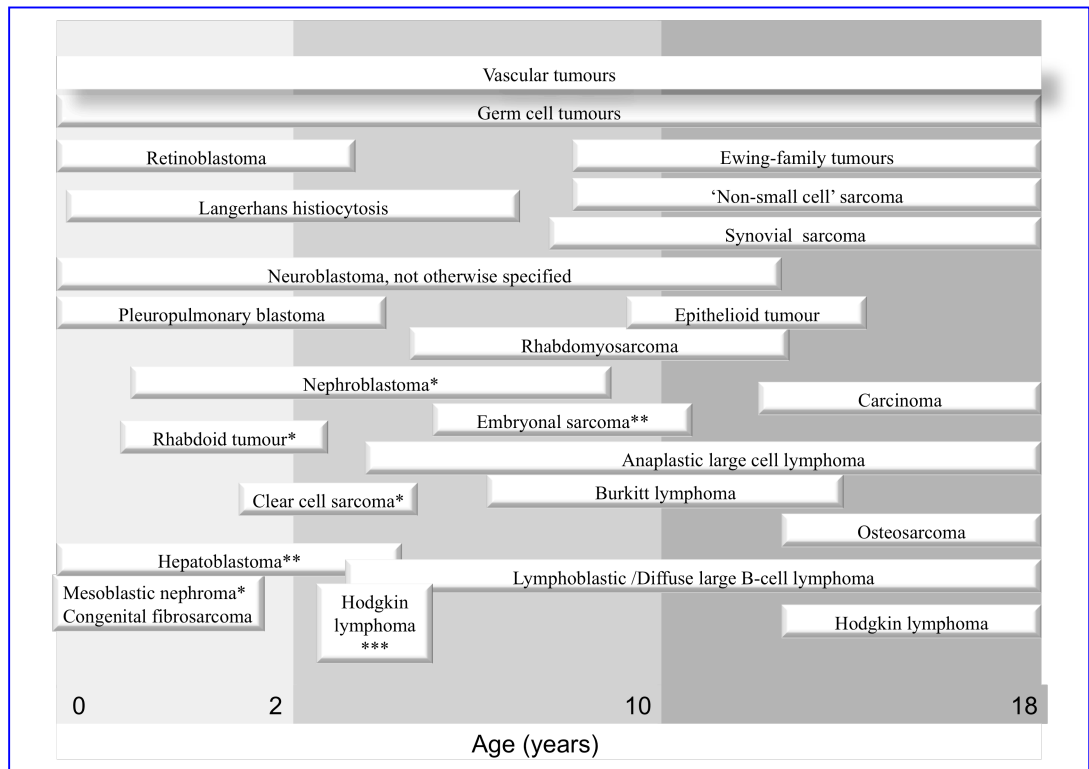 Vascular tumours
Germ cell tumours
Retinoblastoma
Ewing-family tumours
Langerhans histiocytosis
‘Non-small cell’ sarcoma
Synovial sarcoma
Neuroblastoma, not otherwise specified
Pleuropulmonary blastoma
Epithelioid tumour
Rhabdomyosarcoma
Nephroblastoma*
Carcinoma
Embryonal sarcoma**
Rhabdoid tumour*
Anaplastic large cell lymphoma
Clear cell sarcoma*
Burkitt lymphoma
Osteosarcoma
Hepatoblastoma**
Lymphoblastic /Diffuse large B-cell lymphoma
Mesoblastic nephroma*
Congenital fibrosarcoma
Hodgkin
lymphoma
***
Hodgkin lymphoma
0 2 10 18
Age (years)